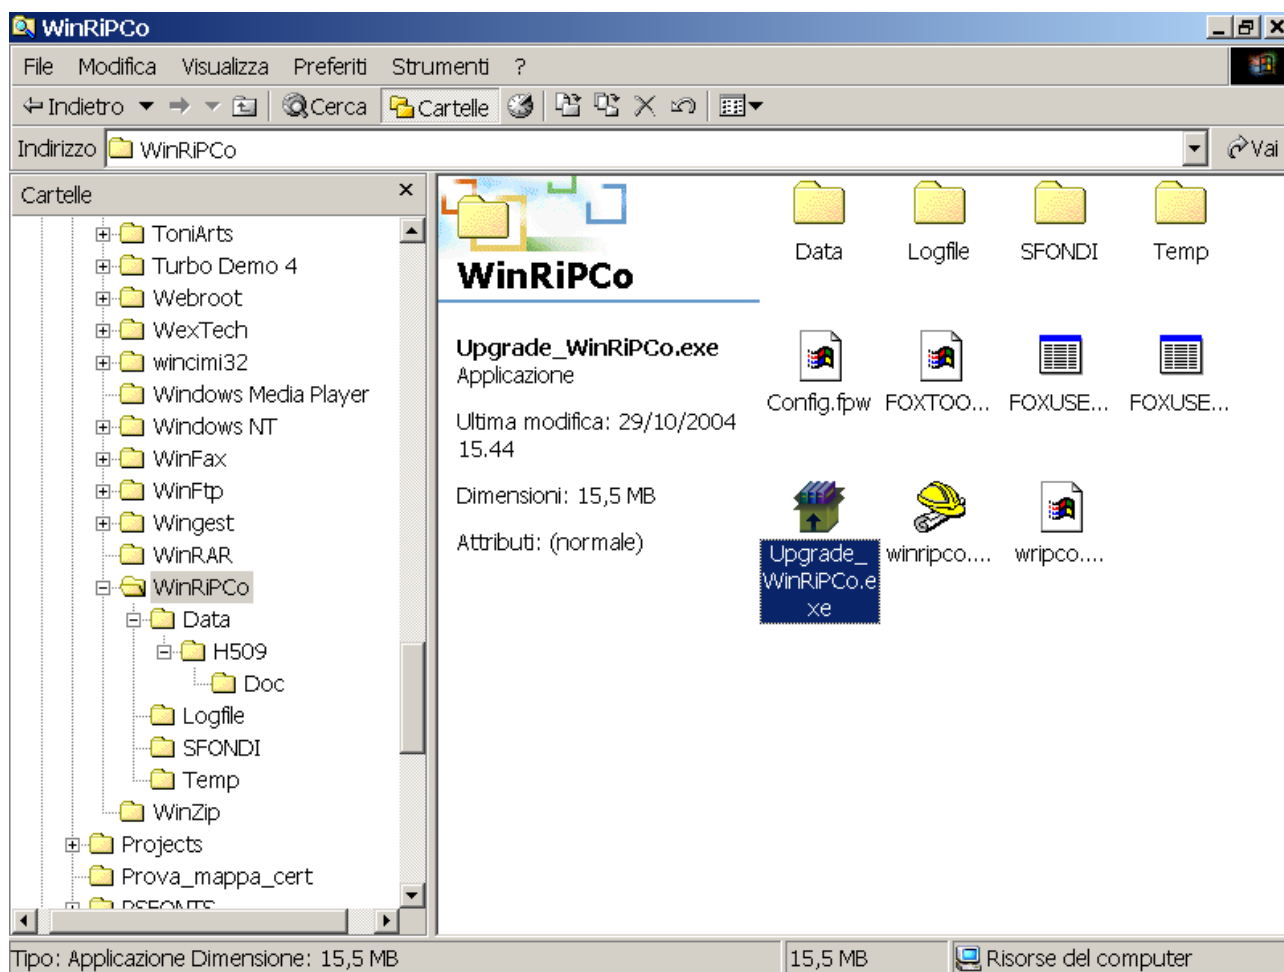 WinRiPCo
File Modifica Visualizza Preferiti Strumenti ?
Indietro Cerca Cartelle
Indirizzo WinRiPCo Vai
Cartelle
ToniArts
Turbo Demo 4
Webroot
WexTech
wincimi32
Windows Media Player
Windows NT
WinFax
WinFtp
Wingest
WinRAR
WinRiPCo
Data
H509
Doc
Logfile
SFONDI
Temp
WinZip
Projects
Prova_mappa_cert
PSFONTS
WinRiPCo
Upgrade_WinRiPCo.exe
Applicazione
Ultima modifica: 29/10/2004
15.44
Dimensioni: 15,5 MB
Attributi: (normale)
Data Logfile SFONDI Temp
Config.fpw FOXTOO... FOXUSE... FOXUSE...
Upgrade_
WinRiPCo.e
xe
winripco.... wripco....
Tipo: Applicazione Dimensione: 15,5 MB 15,5 MB Risorse del computer